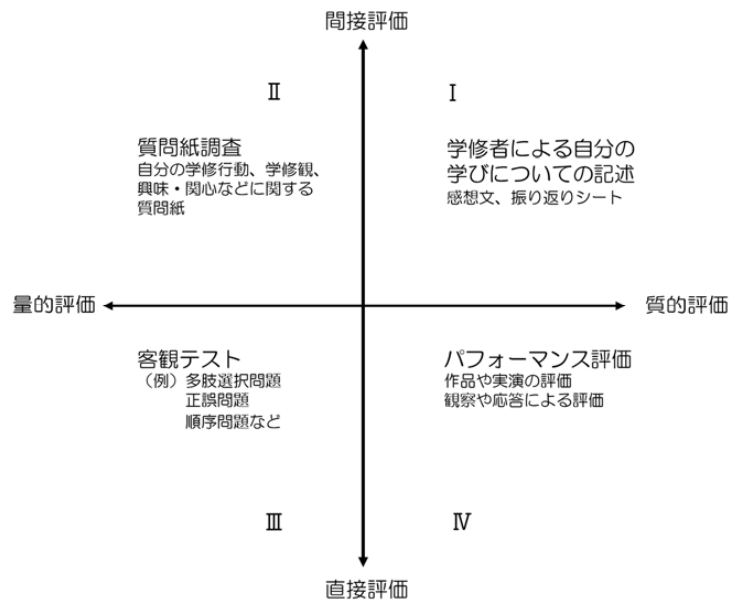 間接評価
Ⅱ
Ⅰ
質問紙調査
自分の学修行動、学修観、
興味・関心などに関する
質問紙
学修者による自分の
学びについての記述
感想文、振り返りシート
量的評価
質的評価
客観テスト
（例）多肢選択問題
正誤問題
順序問題など
パフォーマンス評価
作品や実演の評価
観察や応答による評価
Ⅲ
Ⅳ
直接評価